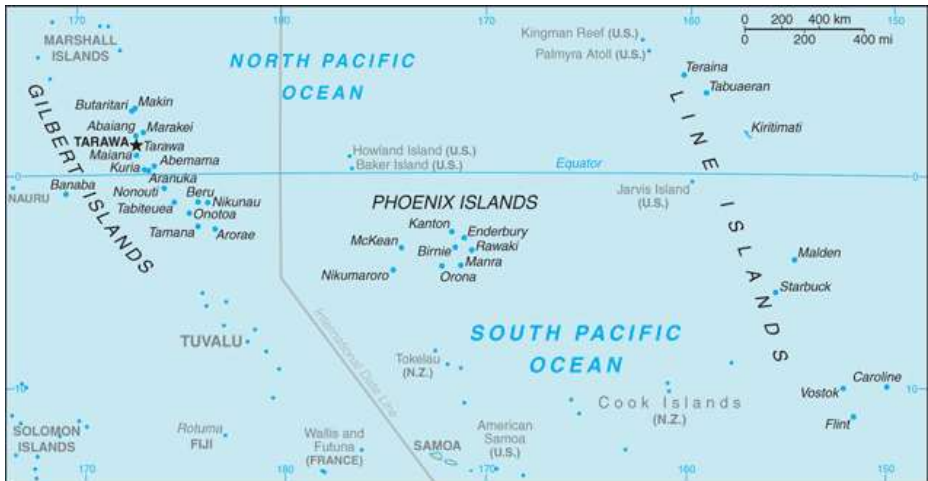 170
180
170
160
150
0 200 400 km
0 200 400 mi
MARSHALL
ISLANDS
NORTH PACIFIC
OCEAN
Kingman Reef (U.S.)
Palmyra Atoll (U.S.)
Teraina
Tabuaeran
Kiritimati
GILBERT ISLANDS
LINE ISLANDS
Butaritari
Makin
Abaiang
Marakei
TARAWA
Tarawa
Maiana
Abemama
Kuria
Aranuka
Howland Island (U.S.)
Baker Island (U.S.)
Equator
0
0
Banaba
NAURU
Nonouti
Beru
Nikunau
Tabiteuea
Onotoa
Tamana
Arorae
Jarvis Island
(U.S.)
PHOENIX ISLANDS
Kanton
Enderbury
McKean
Birnie
Rawaki
Manra
Nikumaroro
Orona
Malden
Starbuck
International Date Line
SOUTH PACIFIC
OCEAN
TUVALU
Tokelau
(N.Z.)
10
10
Caroline
Vostok
Flint
Cook Islands
(N.Z.)
SOLOMON
ISLANDS
Rotuma
FIJI
Wallis and
Futuna
(FRANCE)
SAMOA
American
Samoa
(U.S.)
170
180
170
160
150